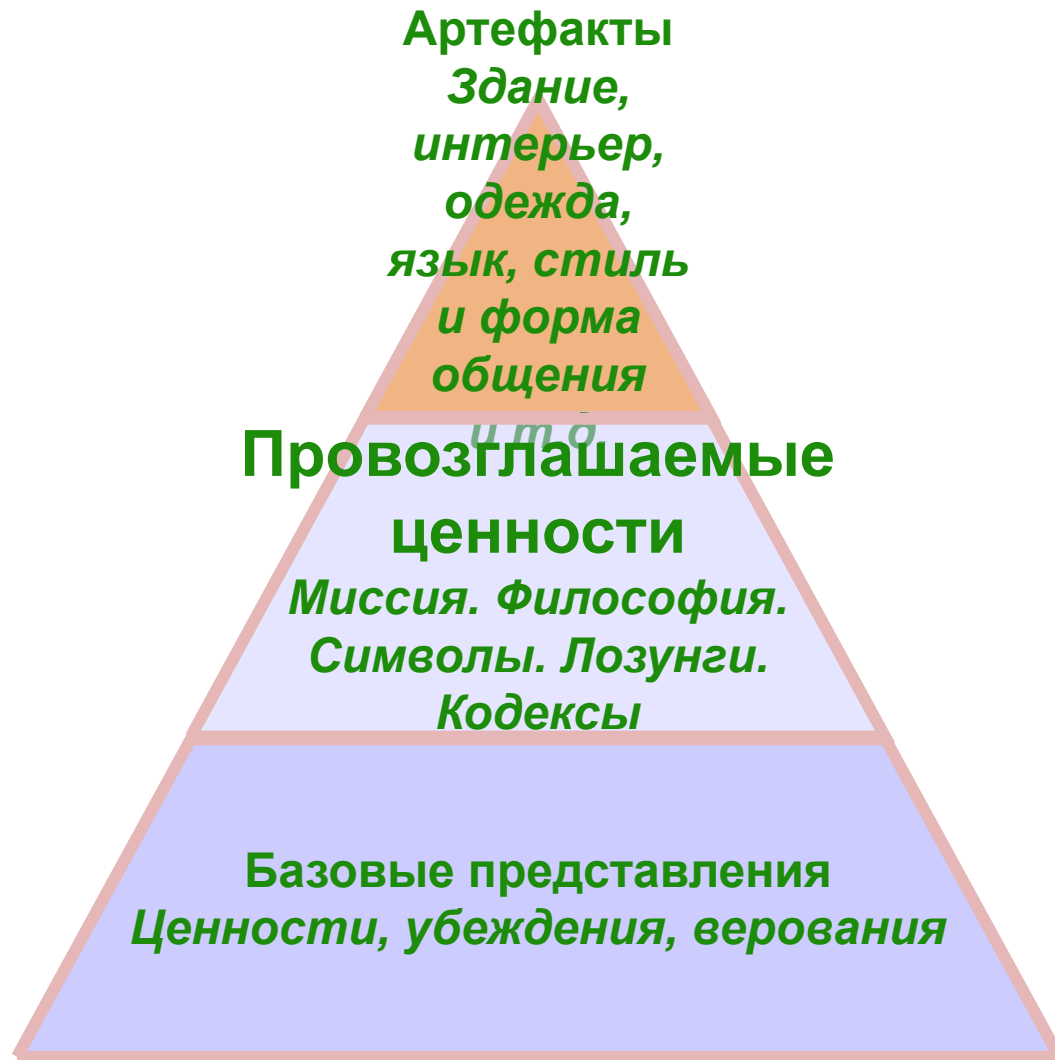 Артефакты
Здание,
интерьер,
одежда,
язык, стиль
и форма
общения
и т.д.
Провозглашаемые
ценности
Миссия. Философия.
Символы. Лозунги.
Кодексы
Базовые представления
Ценности, убеждения, верования